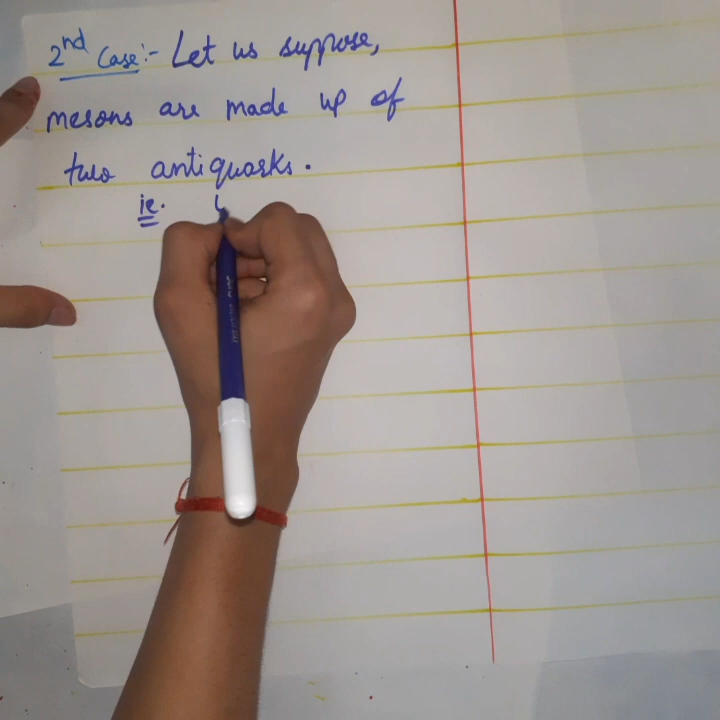 2nd Case:- Let us suppose,
mesons are made up of
two antiquarks.
ie.